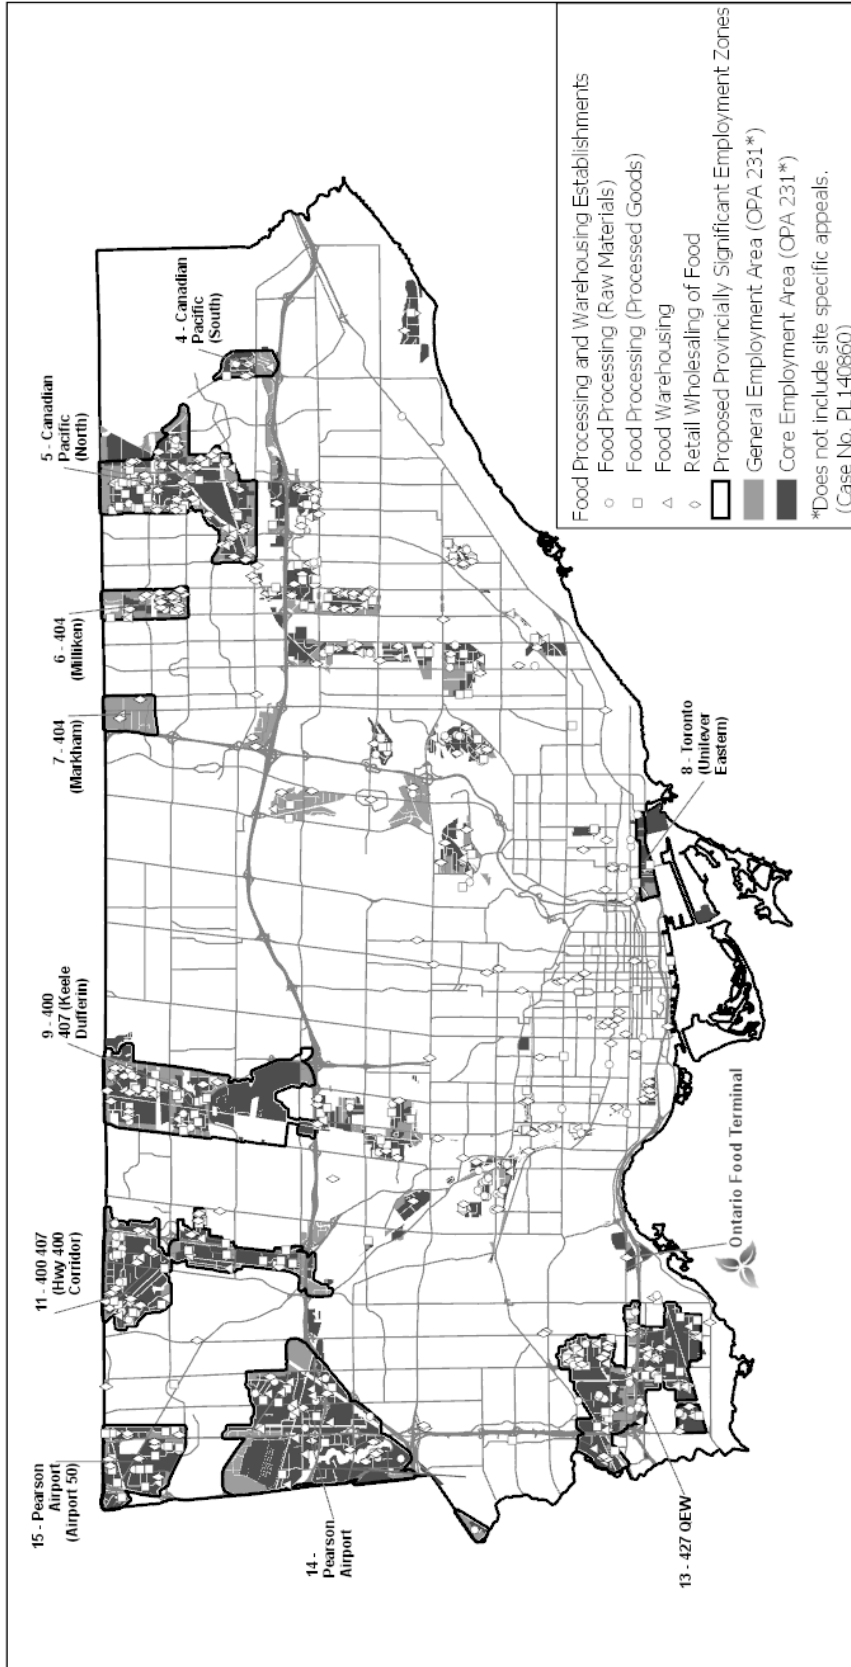 15 - Pearson
Airport
(Airport 50)
11 - 400 407
(Hwy 400
Corridor)
9 - 400
407 (Keele
Dufferin)
7 - 404
(Markham)
6 - 404
(Milliken)
5 - Canadian
Pacific
(North)
4 - Canadian
Pacific
(South)
14 -
Pearson
Airport
13 - 427 QEW
Ontario Food Terminal
8 - Toronto
(Unilever
Eastern)
Food Processing and Warehousing Establishments
Food Processing (Raw Materials)
Food Processing (Processed Goods)
Food Warehousing
Retail Wholesaling of Food
Proposed Provincially Significant Employment Zones
General Employment Area (OPA 231*)
Core Employment Area (OPA 231*)
*Does not include site specific appeals.
(Case No. PL140860)